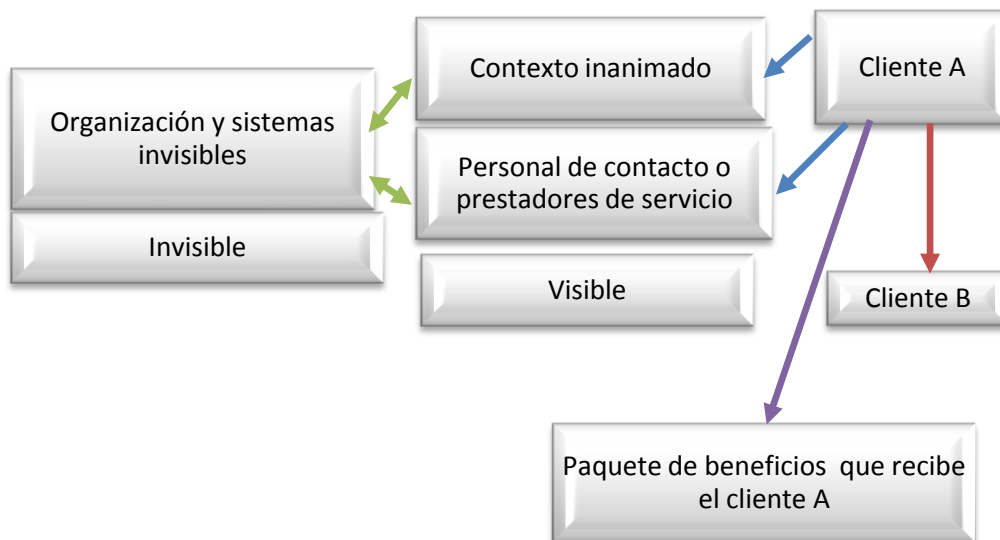 Contexto inanimado
Cliente A
Organización y sistemas
invisibles
Personal de contacto o
prestadores de servicio
Invisible
Visible
Cliente B
Paquete de beneficios que recibe
el cliente A